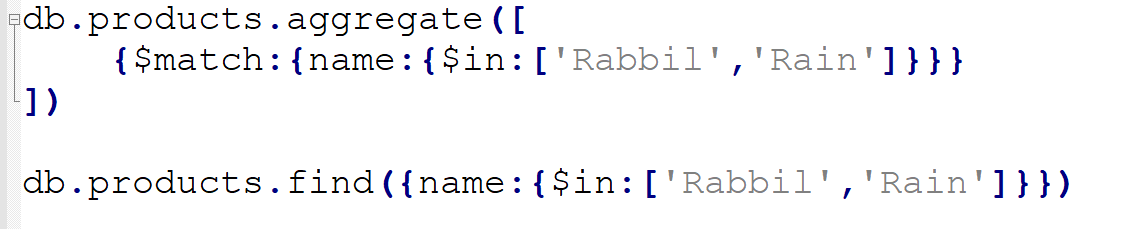 db.products.aggregate([
    {$match:{name:{$in:['Rabbil','Rain']}}}
])
db.products.find({name:{$in:['Rabbil','Rain']}})